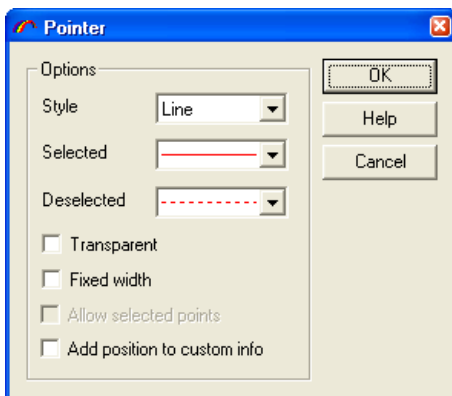 Pointer
Options
Style
Line
Selected
Deselected
Transparent
Fixed width
Allow selected points
Add position to custom info
OK
Help
Cancel